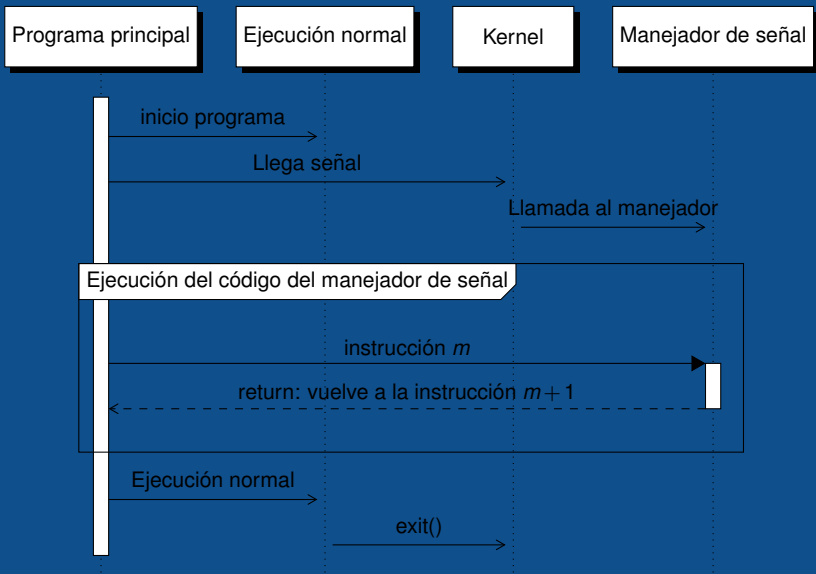 Programa principal
Ejecución normal
Kernel
Manejador de señal
inicio programa
Llega señal
Llamada al manejador
Ejecución del código del manejador de señal
instrucción m
return: vuelve a la instrucción m + 1
Ejecución normal
exit()